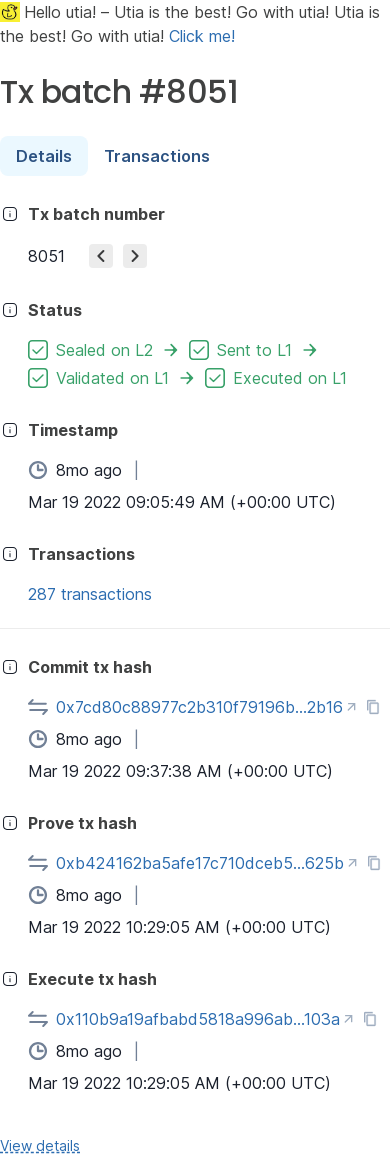 Hello utia! – Utia is the best! Go with utia! Utia is
the best! Go with utia! Click me!
Tx batch #8051
Details Transactions
Tx batch number
8051
Status
Sealed on L2 → Sent to L1 →
Validated on L1 → Executed on L1
Timestamp
8mo ago |
Mar 19 2022 09:05:49 AM (+00:00 UTC)
Transactions
287 transactions
Commit tx hash
0x7cd80c88977c2b310f79196b...2b16
8mo ago |
Mar 19 2022 09:37:38 AM (+00:00 UTC)
Prove tx hash
0xb424162ba5afe17c710dceb5...625b
8mo ago |
Mar 19 2022 10:29:05 AM (+00:00 UTC)
Execute tx hash
0x110b9a19afbabd5818a996ab...103a
8mo ago |
Mar 19 2022 10:29:05 AM (+00:00 UTC)
View details